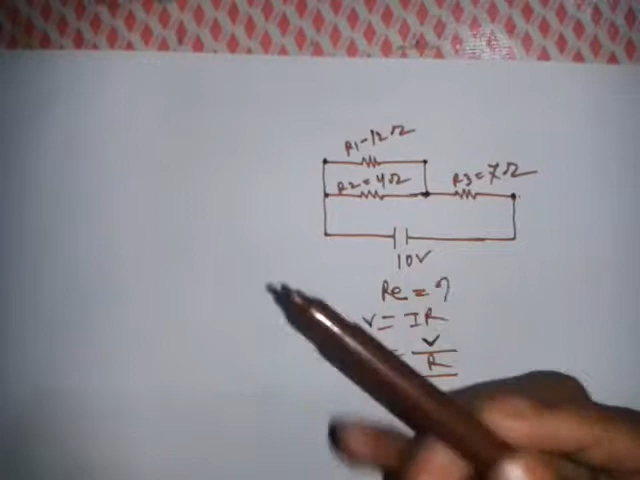 R1-12Ω
R2=4Ω
R3=7Ω
10V
Re=?
V=IR
= V/R